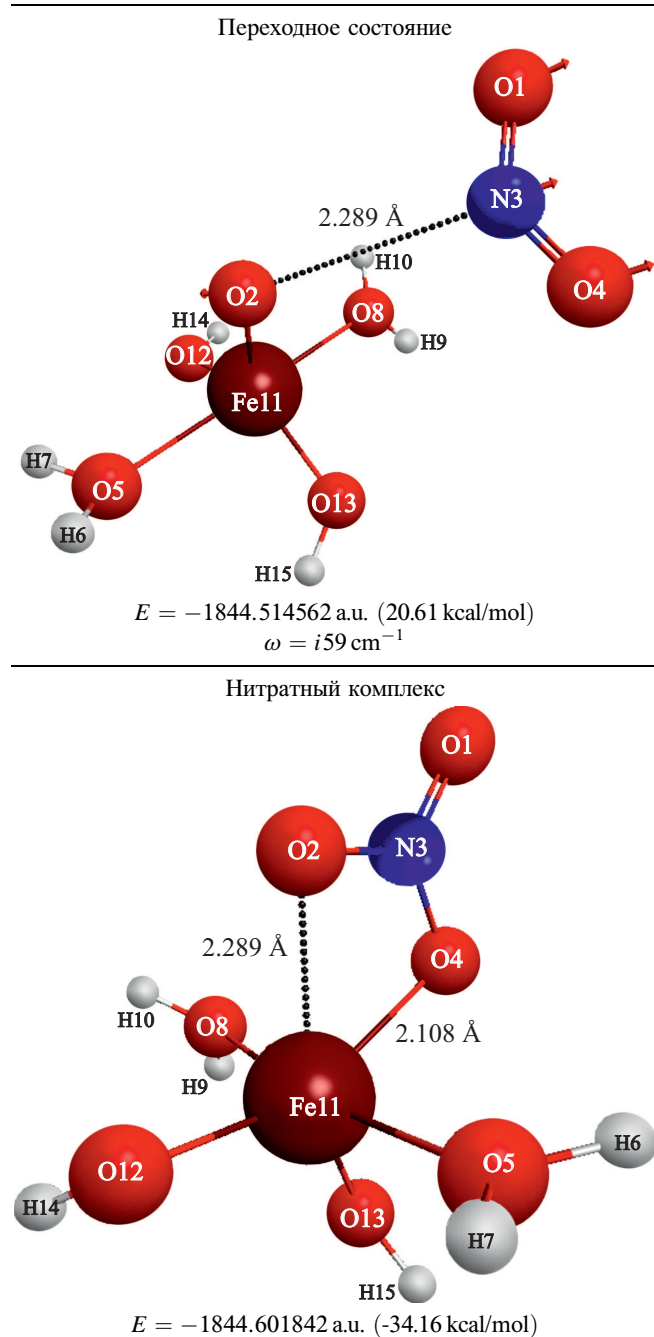 Переходное состояние
O1
N3
2.289 Å
H10
O4
O2
H14
O8
H9
O12
Fe11
H7
O5
O13
H6
H15
E = −1844.514562 a.u. (20.61 kcal/mol)
ω = i59 cm⁻¹
Нитратный комплекс
O1
O2
N3
2.289 Å
O4
H10
O8
2.108 Å
H9
Fe11
H6
O12
O5
H14
O13
H7
H15
E = −1844.601842 a.u. (-34.16 kcal/mol)